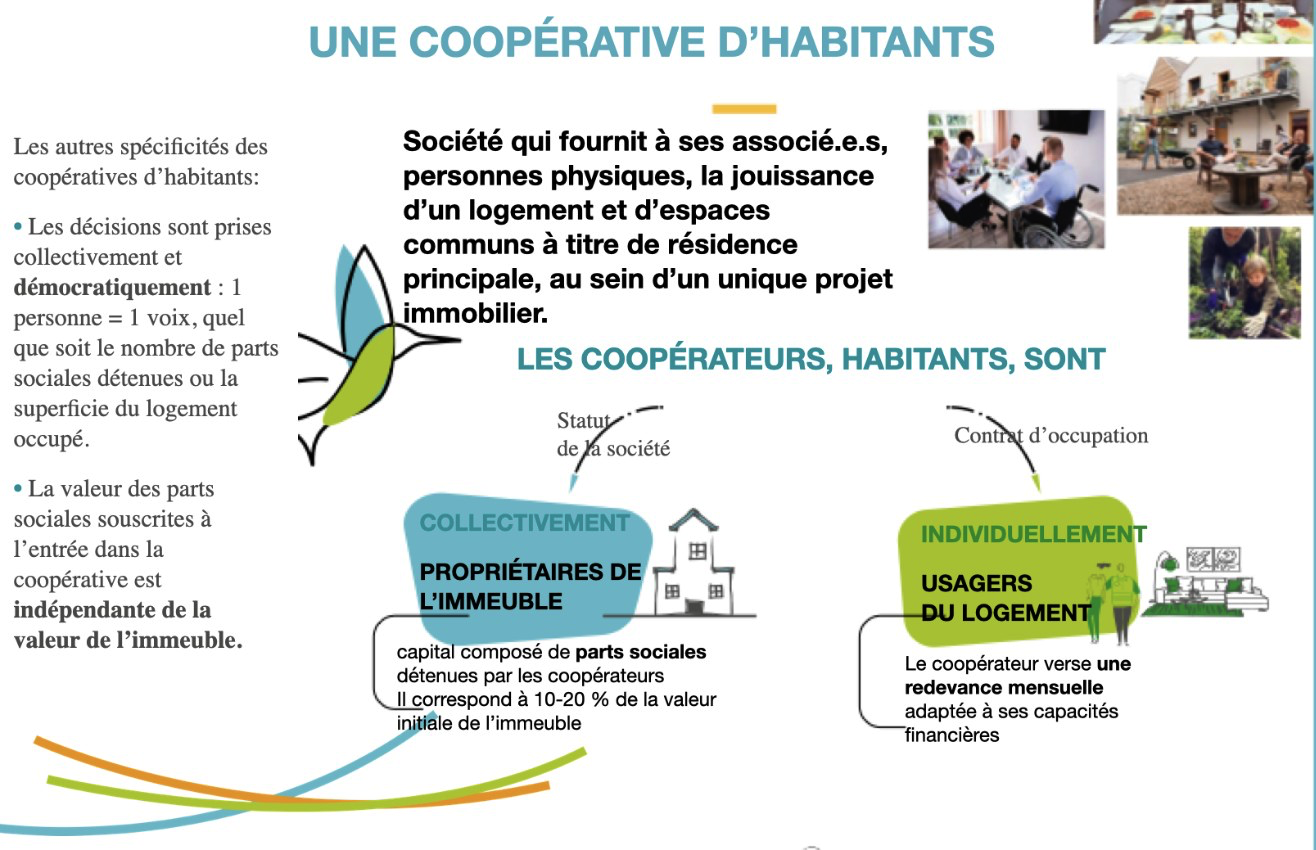 UNE COOPÉRATIVE D’HABITANTS
Les autres spécificités des
coopératives d’habitants:
• Les décisions sont prises
collectivement et
démocratiquement : 1
personne = 1 voix, quel
que soit le nombre de parts
sociales détenues ou la
superficie du logement
occupé.
• La valeur des parts
sociales souscrites à
l’entrée dans la
coopérative est
indépendante de la
valeur de l’immeuble.
Société qui fournit à ses associé.e.s,
personnes physiques, la jouissance
d’un logement et d’espaces
communs à titre de résidence
principale, au sein d’un unique projet
immobilier.
LES COOPÉRATEURS, HABITANTS, SONT
Statut
de la société
COLLECTIVEMENT
PROPRIÉTAIRES DE
L’IMMEUBLE
capital composé de parts sociales
détenues par les coopérateurs
Il correspond à 10-20 % de la valeur
initiale de l’immeuble
Contrat d’occupation
INDIVIDUELLEMENT
USAGERS
DU LOGEMENT
Le coopérateur verse une
redevance mensuelle
adaptée à ses capacités
financières